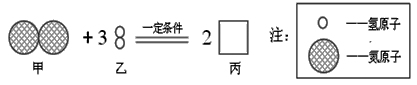 + 3 一定条件 2 注：
甲 乙 丙
——氢原子
——氮原子